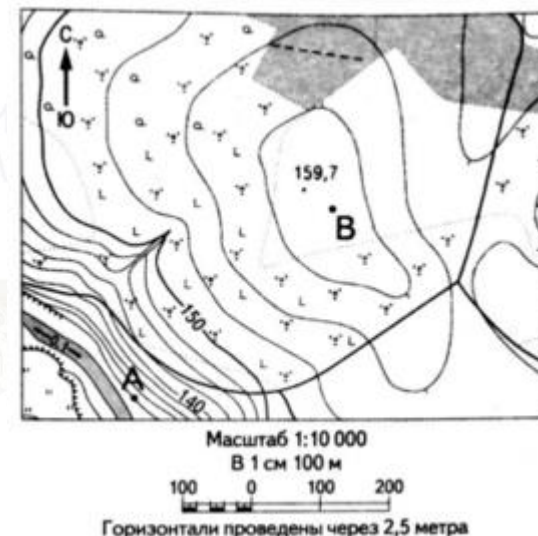 С
Ю
159,7
В
150
А
140
Масштаб 1:10 000
В 1 см 100 м
100 0 100 200
Горизонтали проведены через 2,5 метра